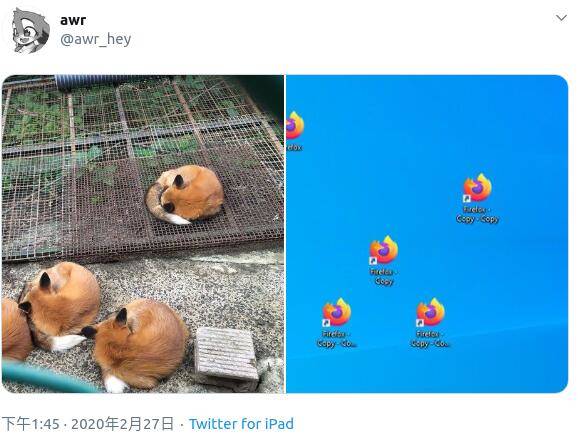 awr
@awr_hey
efox
Firefox -
Copy - Copy
Firefox -
Copy
Firefox -
Copy - Co...
Firefox -
Copy - Co...
下午1:45 · 2020年2月27日 · Twitter for iPad